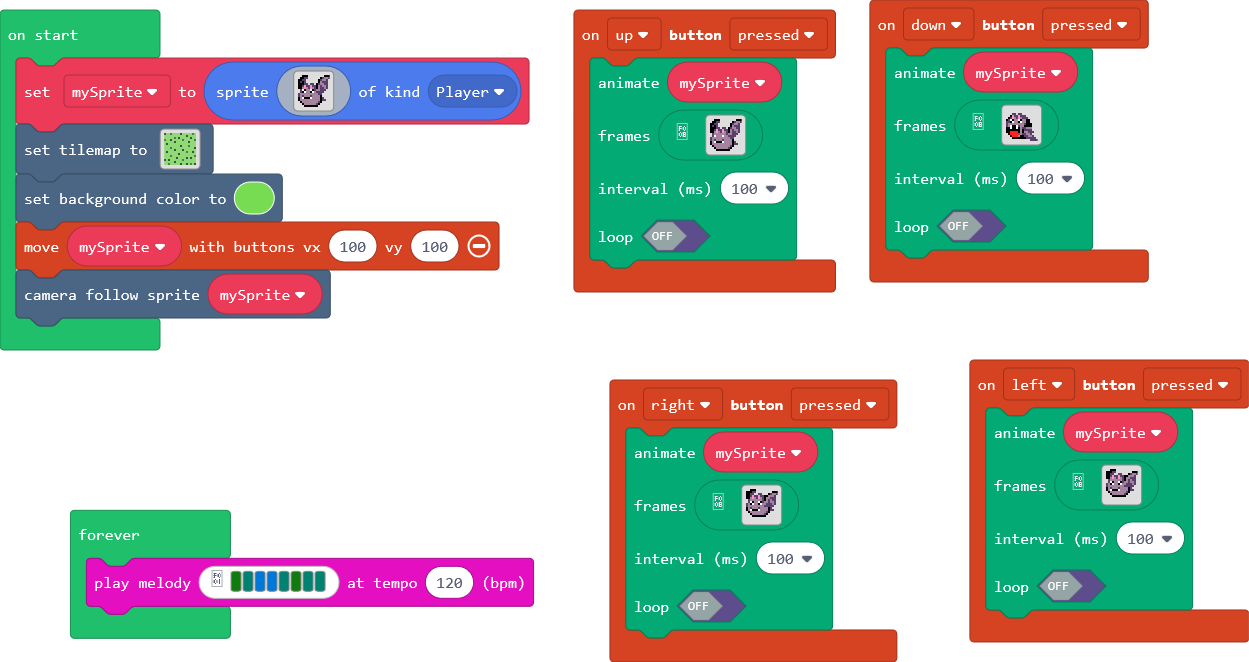 on start
set mySprite to sprite of kind Player
set tilemap to
set background color to
move mySprite with buttons vx 100 vy 100
camera follow sprite mySprite
on up button pressed
animate mySprite
frames
interval (ms) 100
loop OFF
on down button pressed
animate mySprite
frames
interval (ms) 100
loop OFF
forever
play melody at tempo 120 (bpm)
on right button pressed
animate mySprite
frames
interval (ms) 100
loop OFF
on left button pressed
animate mySprite
frames
interval (ms) 100
loop OFF